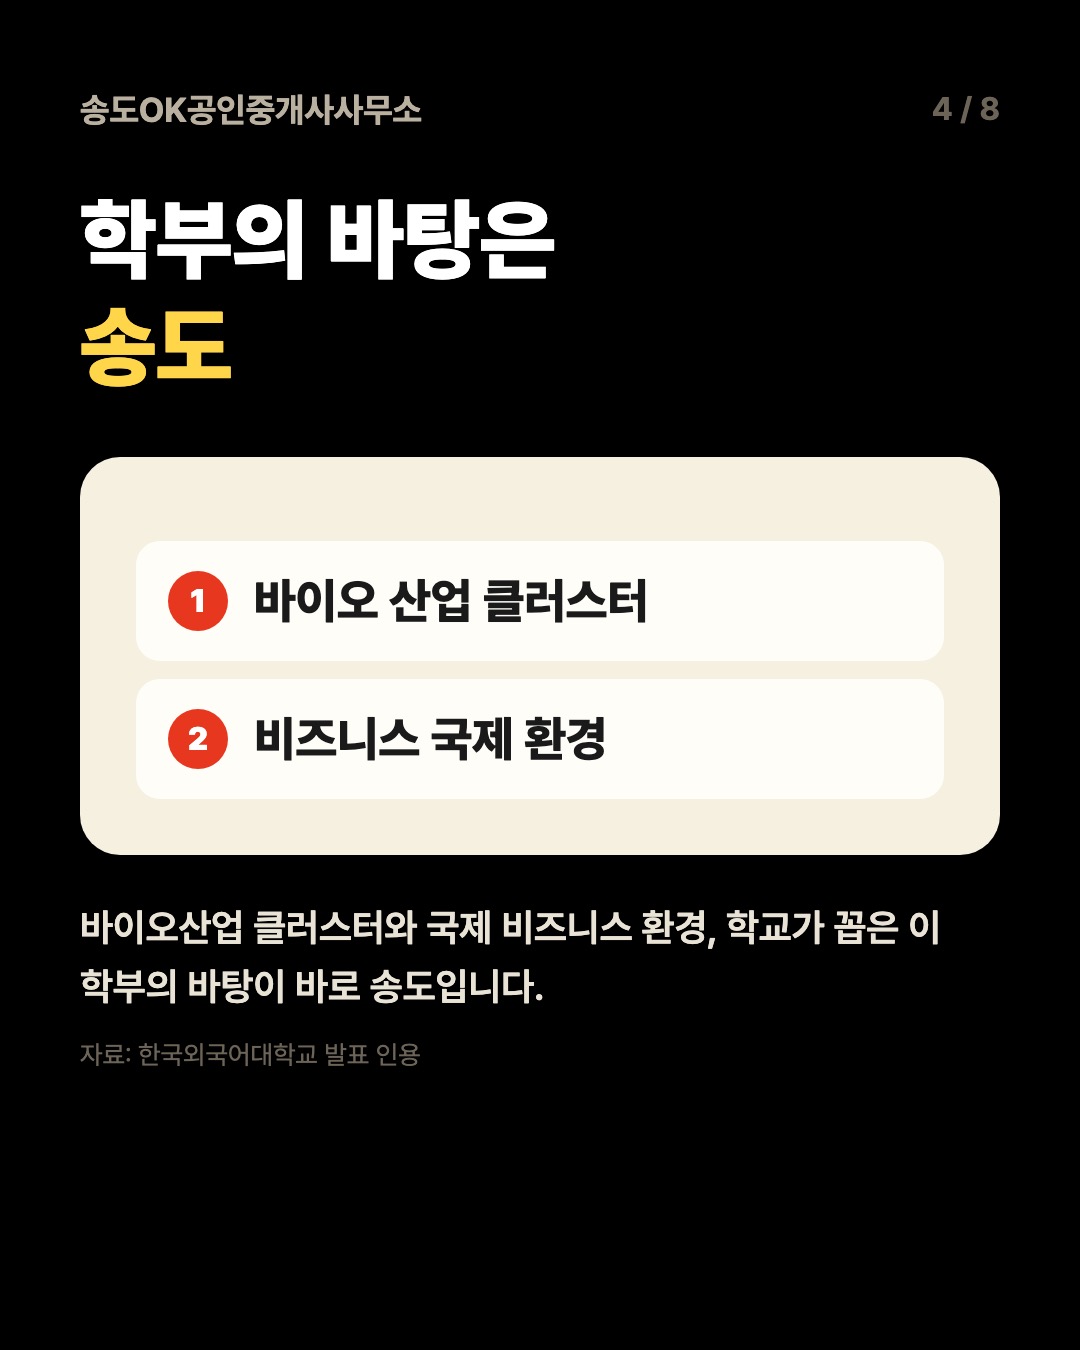 송도OK공인중개사사무소
4 / 8
학부의 바탕은
송도
1 바이오 산업 클러스터
2 비즈니스 국제 환경
바이오산업 클러스터와 국제 비즈니스 환경, 학교가 꼽은 이
학부의 바탕이 바로 송도입니다.
자료: 한국외국어대학교 발표 인용